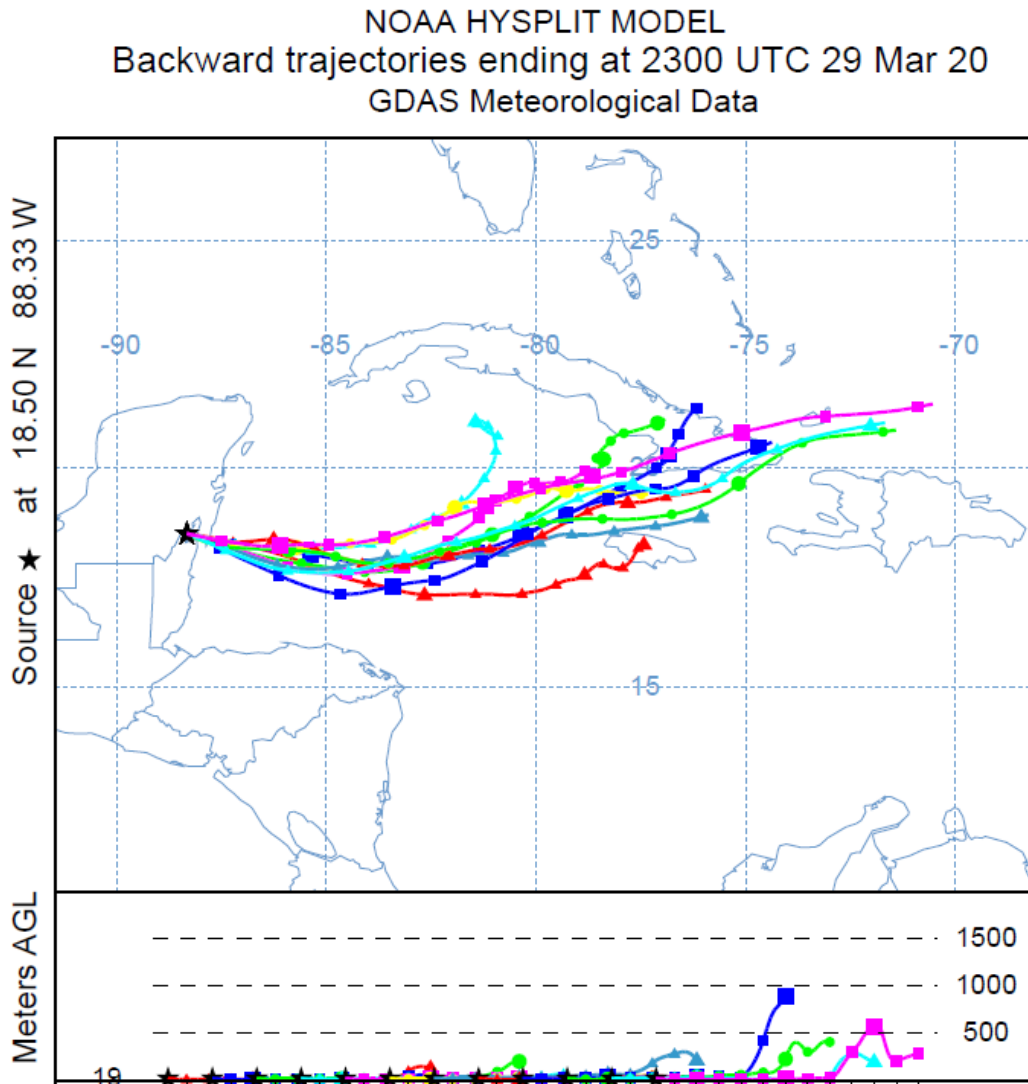 NOAA HYSPLIT MODEL
Backward trajectories ending at 2300 UTC 29 Mar 20
GDAS Meteorological Data
Source ★ at 18.50 N 88.33 W
25
-90 -85 -80 -75 -70
15
Meters AGL
1500
1000
500
19